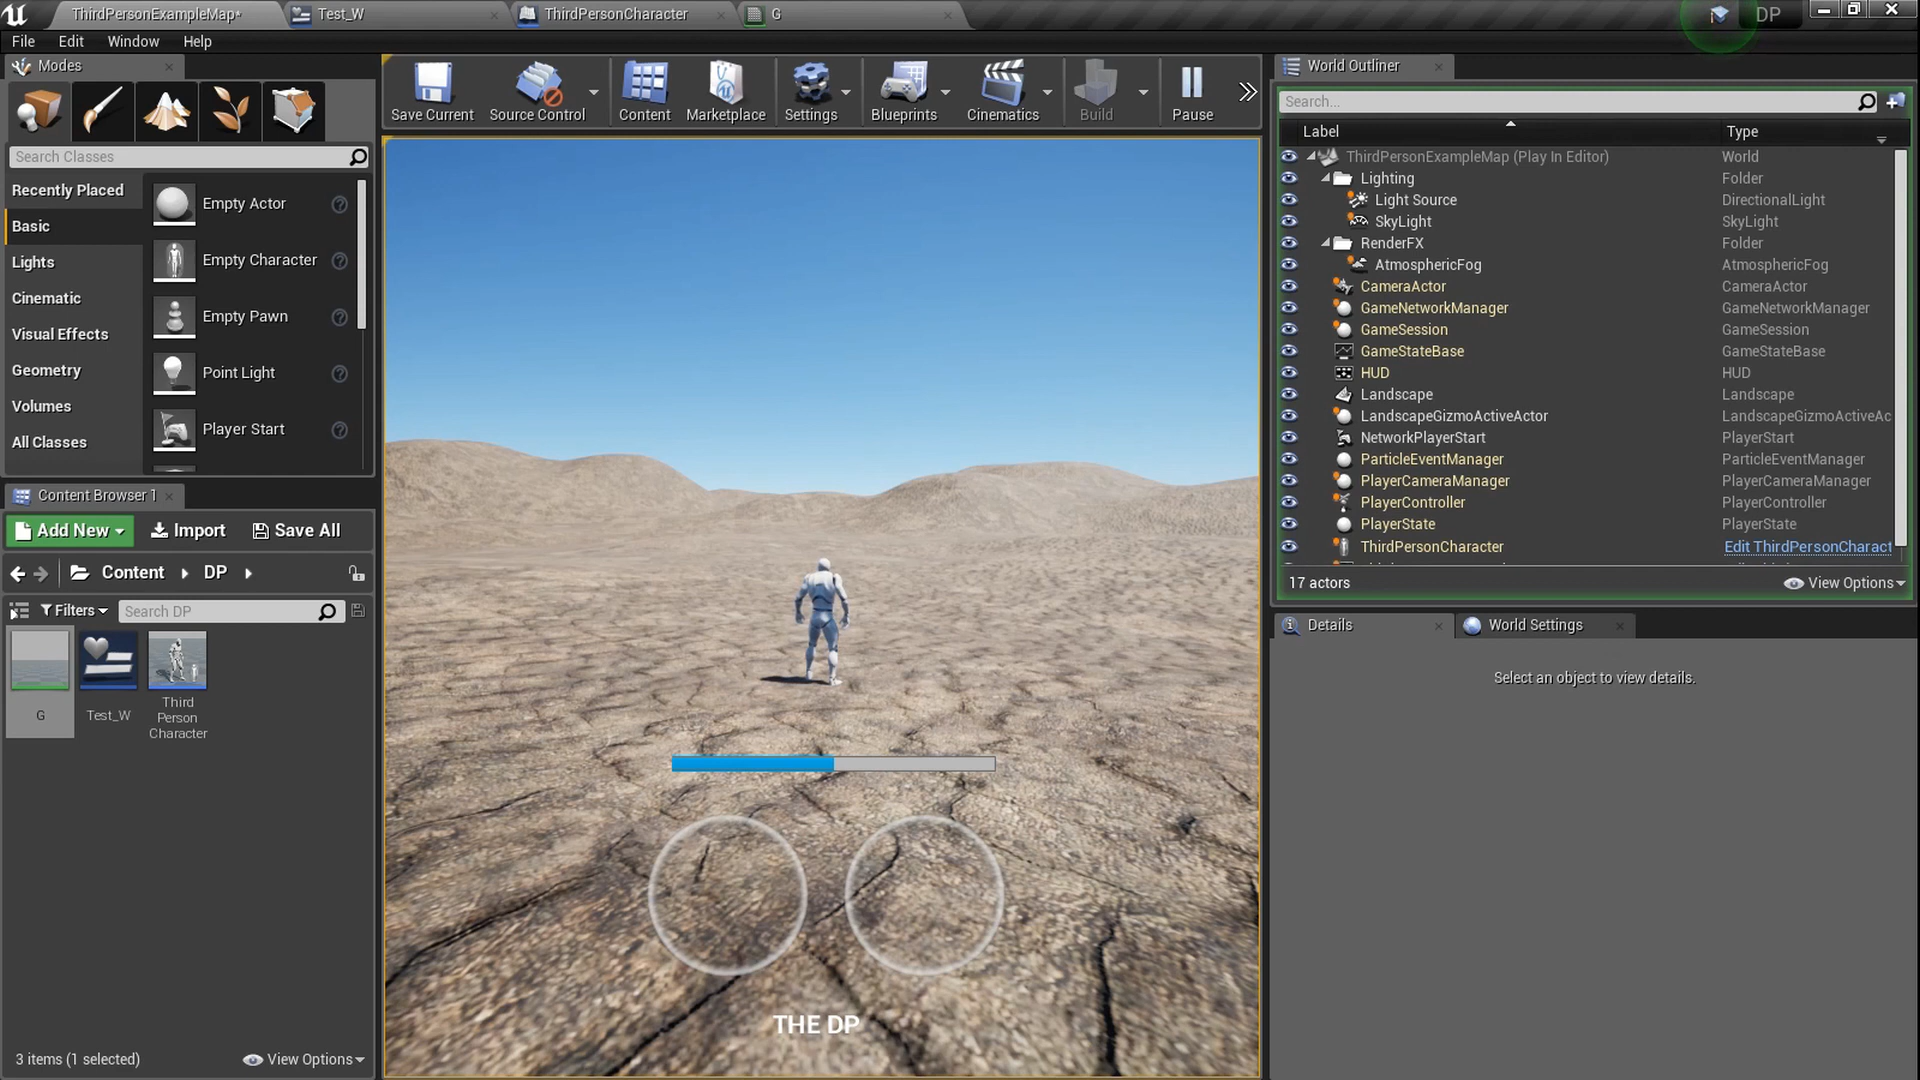 ThirdPersonExampleMap*
Test_W
ThirdPersonCharacter
G
DP
File Edit Window Help
Modes
Save Current
Source Control
Content
Marketplace
Settings
Blueprints
Cinematics
Build
Pause
Search Classes
Recently Placed
Basic
Lights
Cinematic
Visual Effects
Geometry
Volumes
All Classes
Empty Actor
Empty Character
Empty Pawn
Point Light
Player Start
Content Browser 1
Add New
Import
Save All
Content
DP
Filters
Search DP
G
Test_W
Third
Person
Character
3 items (1 selected)
View Options
THE DP
World Outliner
Search...
Label Type
ThirdPersonExampleMap (Play In Editor) World
Lighting Folder
Light Source DirectionalLight
SkyLight SkyLight
RenderFX Folder
AtmosphericFog AtmosphericFog
CameraActor CameraActor
GameNetworkManager GameNetworkManager
GameSession GameSession
GameStateBase GameStateBase
HUD HUD
Landscape Landscape
LandscapeGizmoActiveActor LandscapeGizmoActiveAc
NetworkPlayerStart PlayerStart
ParticleEventManager ParticleEventManager
PlayerCameraManager PlayerCameraManager
PlayerController PlayerController
PlayerState PlayerState
ThirdPersonCharacter Edit ThirdPersonCharact
17 actors
View Options
Details
World Settings
Select an object to view details.